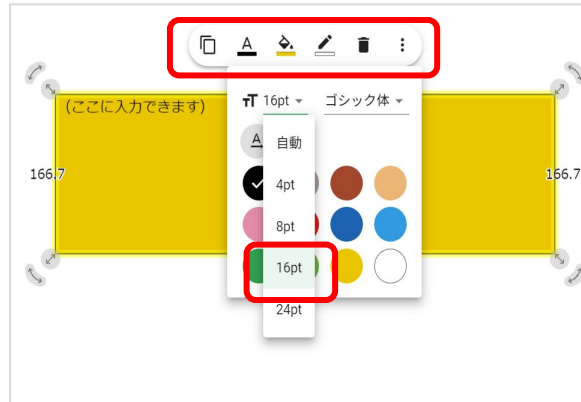 A
(ここに入力できます)
TT 16pt ゴシック体
A 自動
4pt
166.7 166.7
8pt
16pt
24pt